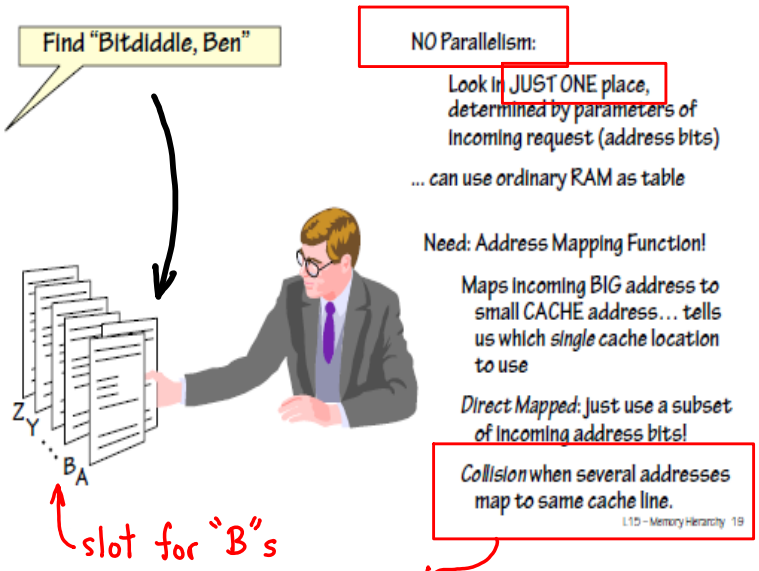 Find "Bitdiddle, Ben"
NO Parallelism:
Look in JUST ONE place,
determined by parameters of
incoming request (address bits)
... can use ordinary RAM as table
Need: Address Mapping Function!
Maps incoming BIG address to
small CACHE address... tells
us which single cache location
to use
Direct Mapped: just use a subset
of incoming address bits!
Collision when several addresses
map to same cache line.
L15 - Memory Hierarchy 19
Z
Y
...
B
A
slot for "B"s